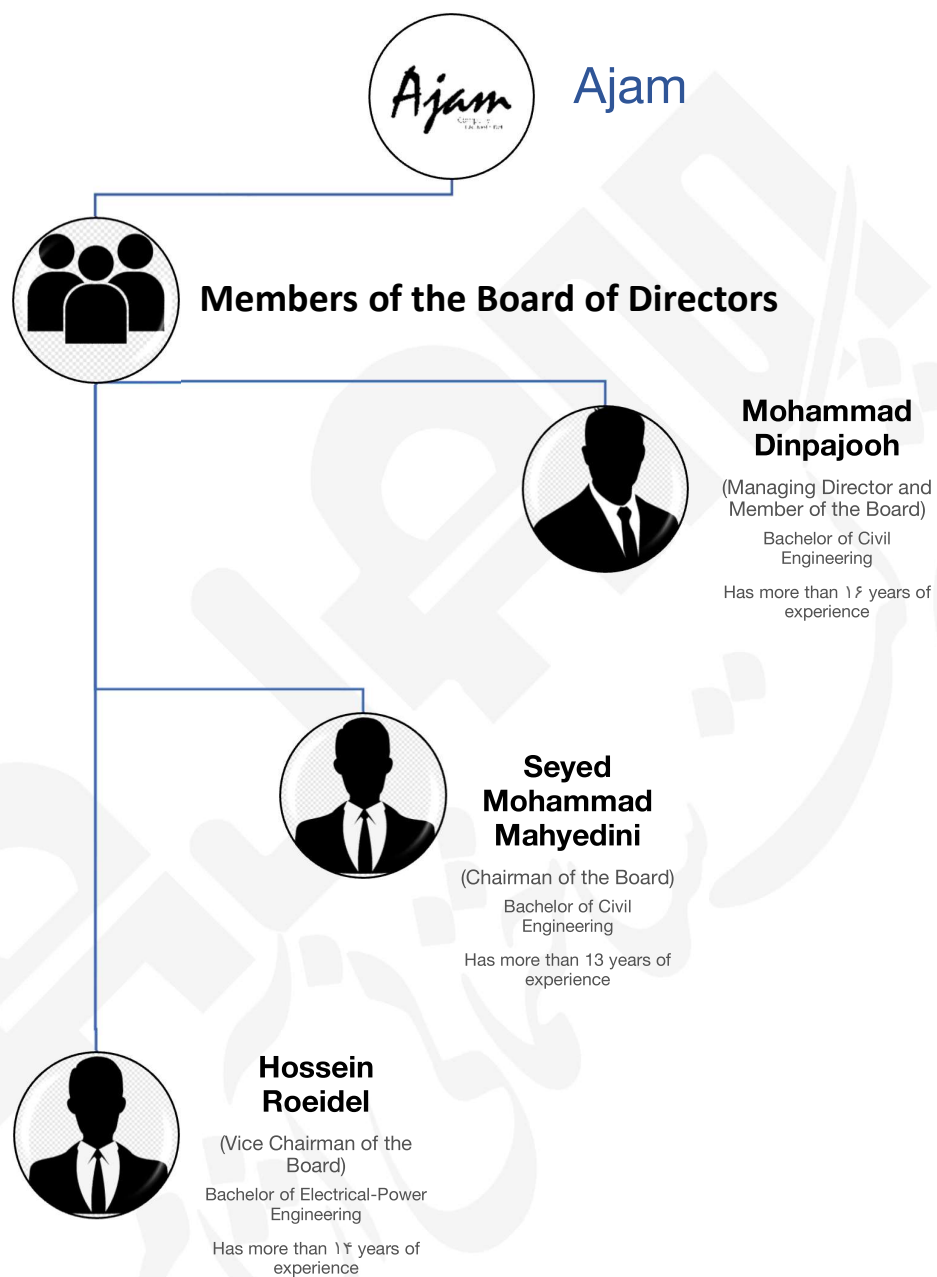 Ajam
Ajam
Members of the Board of Directors
Mohammad
Dinpajooh
(Managing Director and
Member of the Board)
Bachelor of Civil
Engineering
Has more than ۱۶ years of
experience
Seyed
Mohammad
Mahyedini
(Chairman of the Board)
Bachelor of Civil
Engineering
Has more than 13 years of
experience
Hossein
Roeidel
(Vice Chairman of the
Board)
Bachelor of Electrical-Power
Engineering
Has more than ۱۴ years of
experience